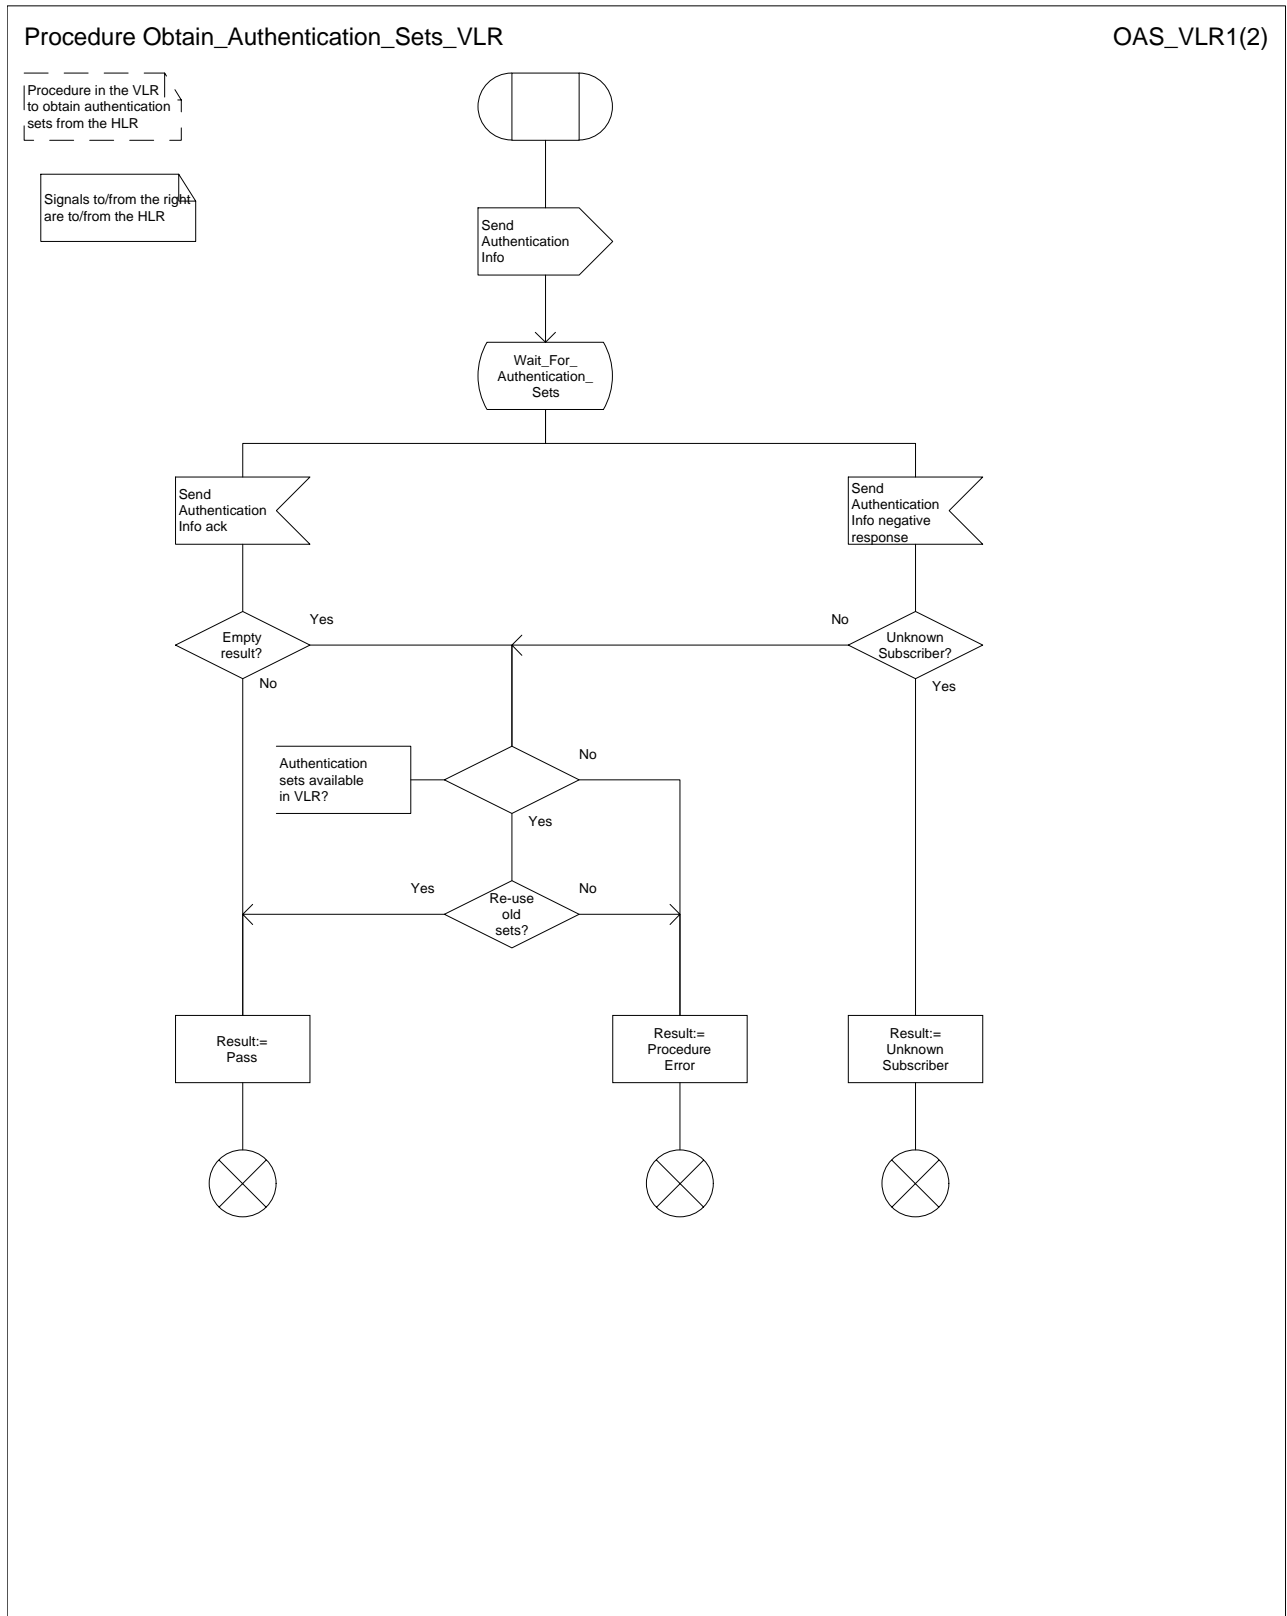 Procedure Obtain_Authentication_Sets_VLR
OAS_VLR1(2)
Procedure in the VLR
to obtain authentication
sets from the HLR
Signals to/from the right
are to/from the HLR
Send
Authentication
Info
Wait_For_
Authentication_
Sets
Send
Authentication
Info ack
Send
Authentication
Info negative
response
Empty
result?
Yes
No
No
Unknown
Subscriber?
Yes
Authentication
sets available
in VLR?
No
Yes
Yes
Re-use
old
sets?
No
Result:=
Pass
Result:=
Procedure
Error
Result:=
Unknown
Subscriber